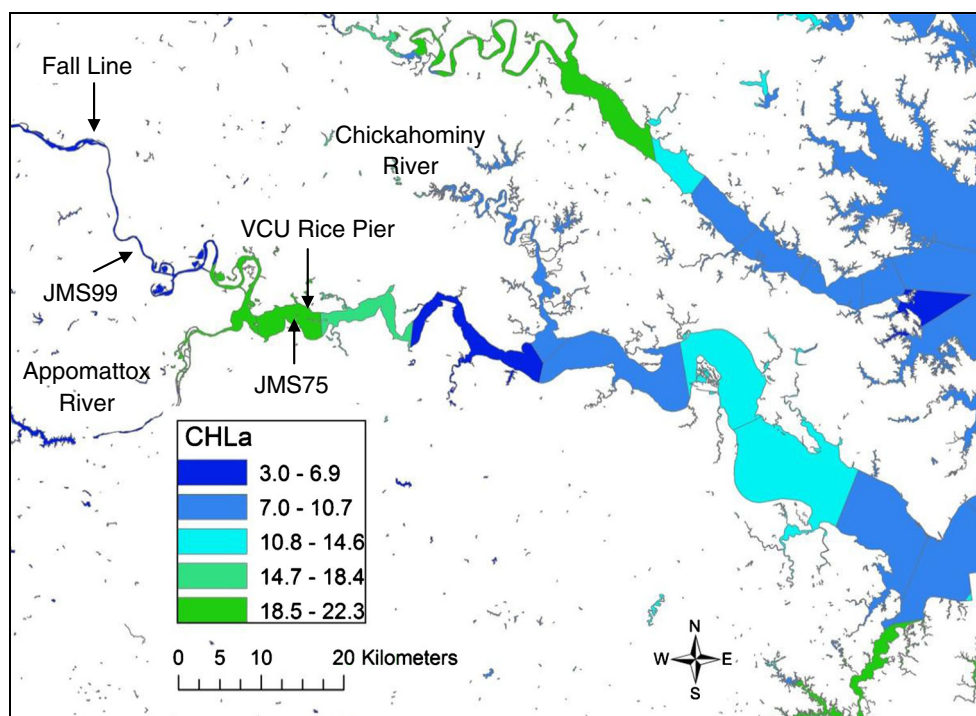 Fall Line
Chickahominy
River
VCU Rice Pier
JMS99
Appomattox
River
JMS75
CHLa
3.0 - 6.9
7.0 - 10.7
10.8 - 14.6
14.7 - 18.4
18.5 - 22.3
N
W E
S
0 5 10 20 Kilometers